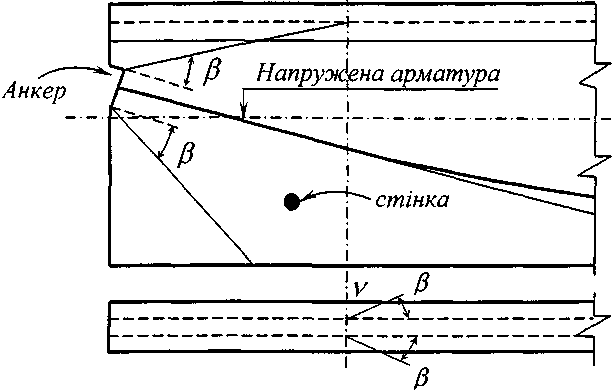 β
Напружена арматура
Анкер
β
стінка
ν
β
β